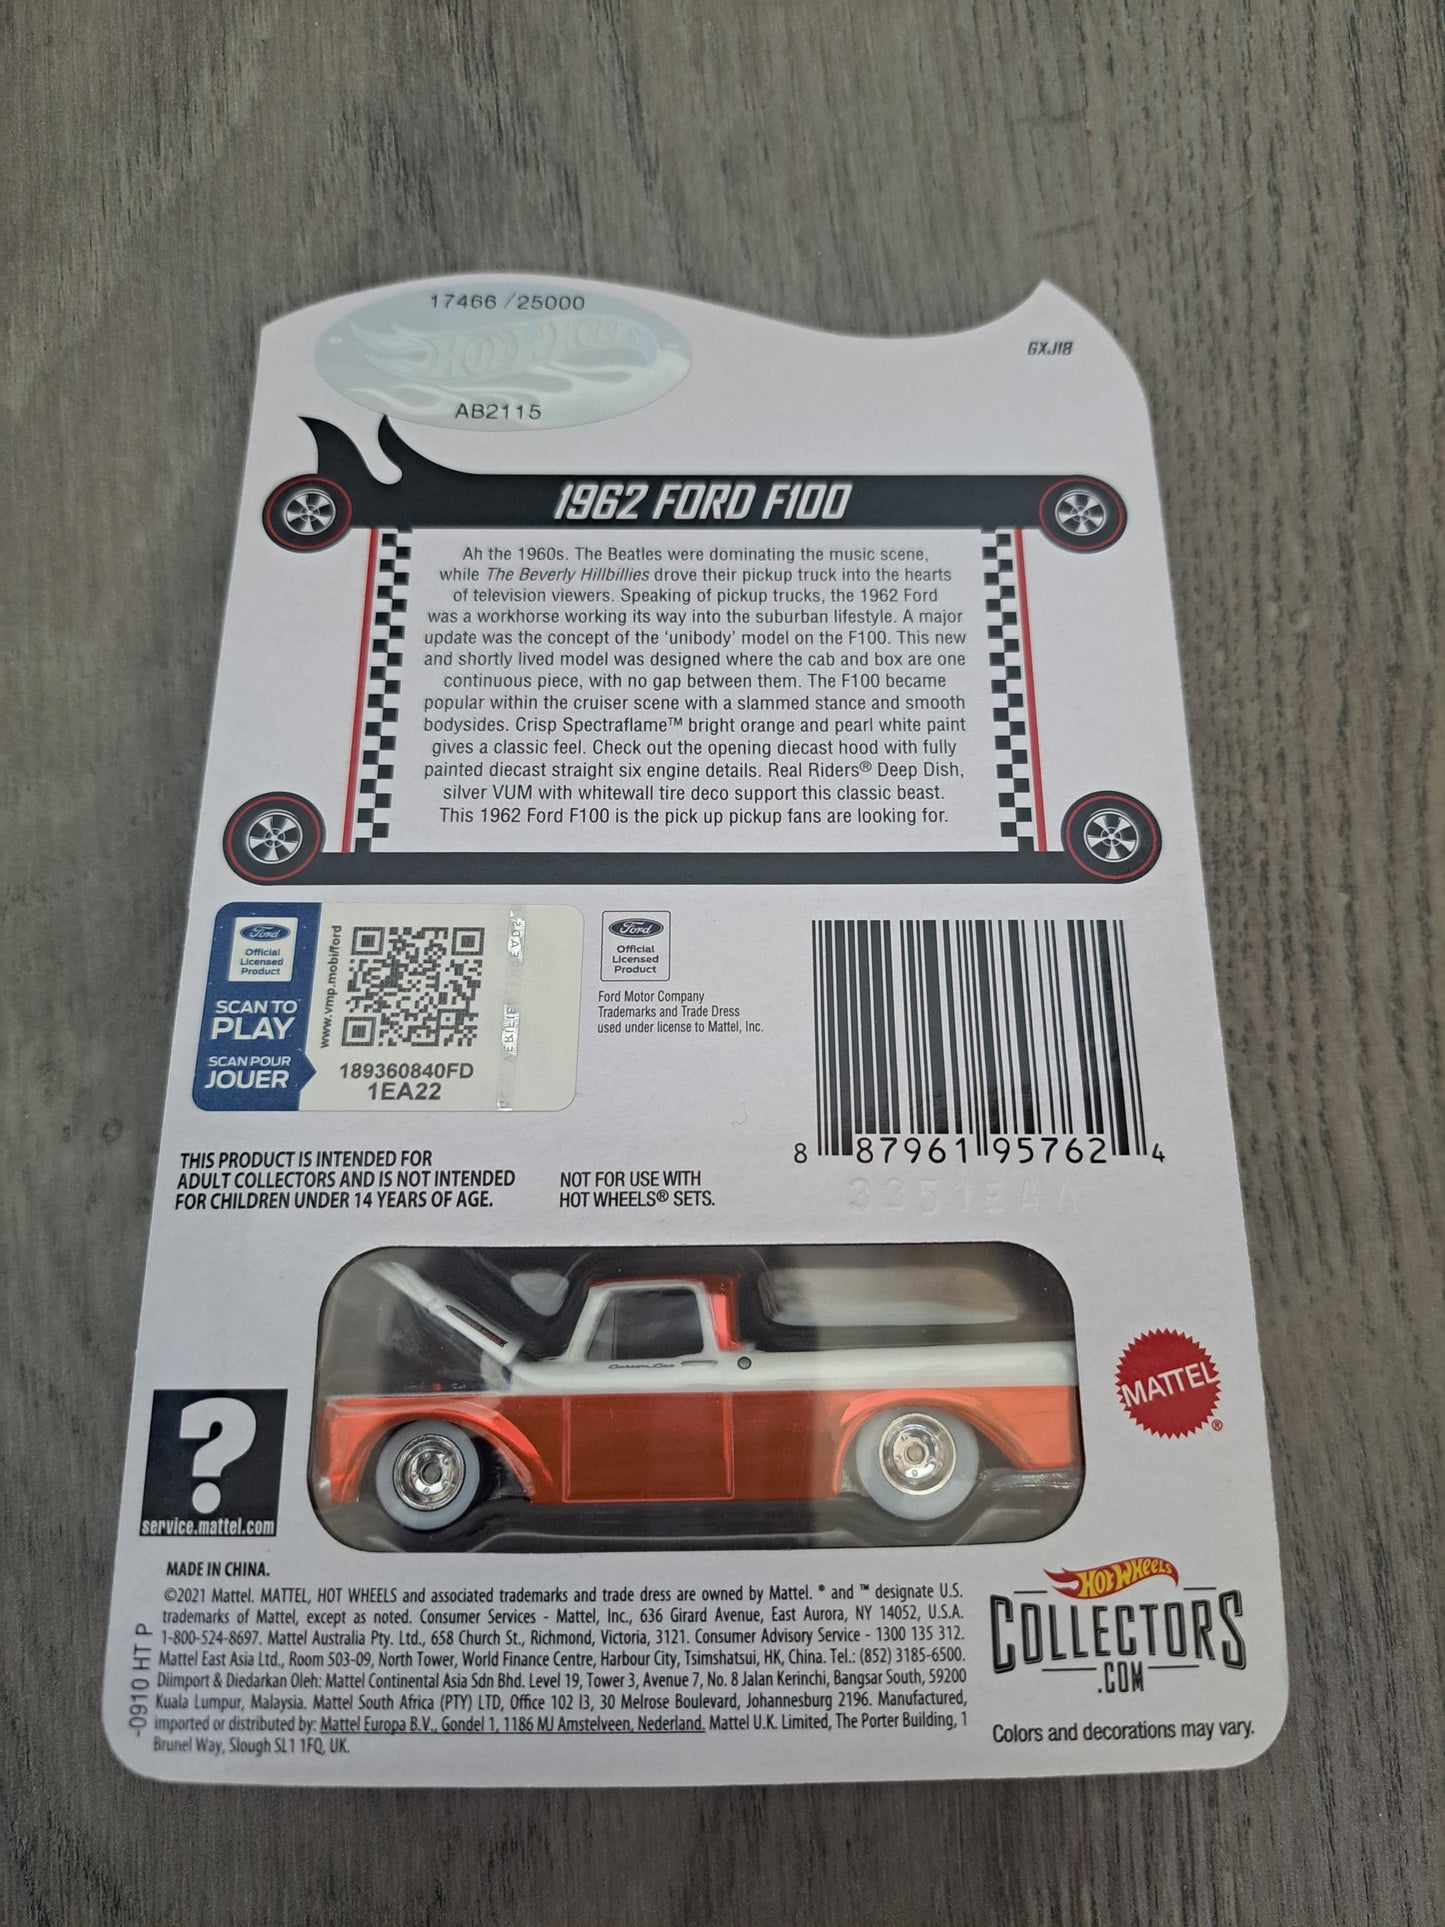 17466 /25000
Hot Wheels
AB2115
GXJ18
1962 FORD F100
Ah the 1960s. The Beatles were dominating the music scene,
while The Beverly Hillbillies drove their pickup truck into the hearts
of television viewers. Speaking of pickup trucks, the 1962 Ford
was a workhorse working its way into the suburban lifestyle. A major
update was the concept of the 'unibody' model on the F100. This new
and shortly lived model was designed where the cab and box are one
continuous piece, with no gap between them. The F100 became
popular within the cruiser scene with a slammed stance and smooth
bodysides. Crisp Spectraflame™ bright orange and pearl white paint
gives a classic feel. Check out the opening diecast hood with fully
painted diecast straight six engine details. Real Riders® Deep Dish,
silver VUM with whitewall tire deco support this classic beast.
This 1962 Ford F100 is the pick up pickup fans are looking for.
Ford
Official
Licensed
Product
SCAN TO
PLAY
SCAN POUR
JOUER
www.vmp.mobi/ford
189360840FD
1EA22
Ford
Official
Licensed
Product
Ford Motor Company
Trademarks and Trade Dress
used under license to Mattel, Inc.
8 87961 95762 4
3351EAA
THIS PRODUCT IS INTENDED FOR
ADULT COLLECTORS AND IS NOT INTENDED
FOR CHILDREN UNDER 14 YEARS OF AGE.
NOT FOR USE WITH
HOT WHEELS® SETS.
Custom Cab
MATTEL
®
?
service.mattel.com
MADE IN CHINA.
©2021 Mattel. MATTEL, HOT WHEELS and associated trademarks and trade dress are owned by Mattel. ® and ™ designate U.S.
trademarks of Mattel, except as noted. Consumer Services - Mattel, Inc., 636 Girard Avenue, East Aurora, NY 14052, U.S.A.
1-800-524-8697. Mattel Australia Pty. Ltd., 658 Church St., Richmond, Victoria, 3121. Consumer Advisory Service - 1300 135 312.
Mattel East Asia Ltd., Room 503-09, North Tower, World Finance Centre, Harbour City, Tsimshatsui, HK, China. Tel.: (852) 3185-6500.
Diimport & Diedarkan Oleh: Mattel Continental Asia Sdn Bhd. Level 19, Tower 3, Avenue 7, No. 8 Jalan Kerinchi, Bangsar South, 59200
Kuala Lumpur, Malaysia. Mattel South Africa (PTY) LTD, Office 102 I3, 30 Melrose Boulevard, Johannesburg 2196. Manufactured,
imported or distributed by: Mattel Europa B.V., Gondel 1, 1186 MJ Amstelveen, Nederland. Mattel U.K. Limited, The Porter Building, 1
Brunel Way, Slough SL1 1FQ, UK.
-0910 HT P
Hot Wheels
COLLECTORS
.COM
Colors and decorations may vary.